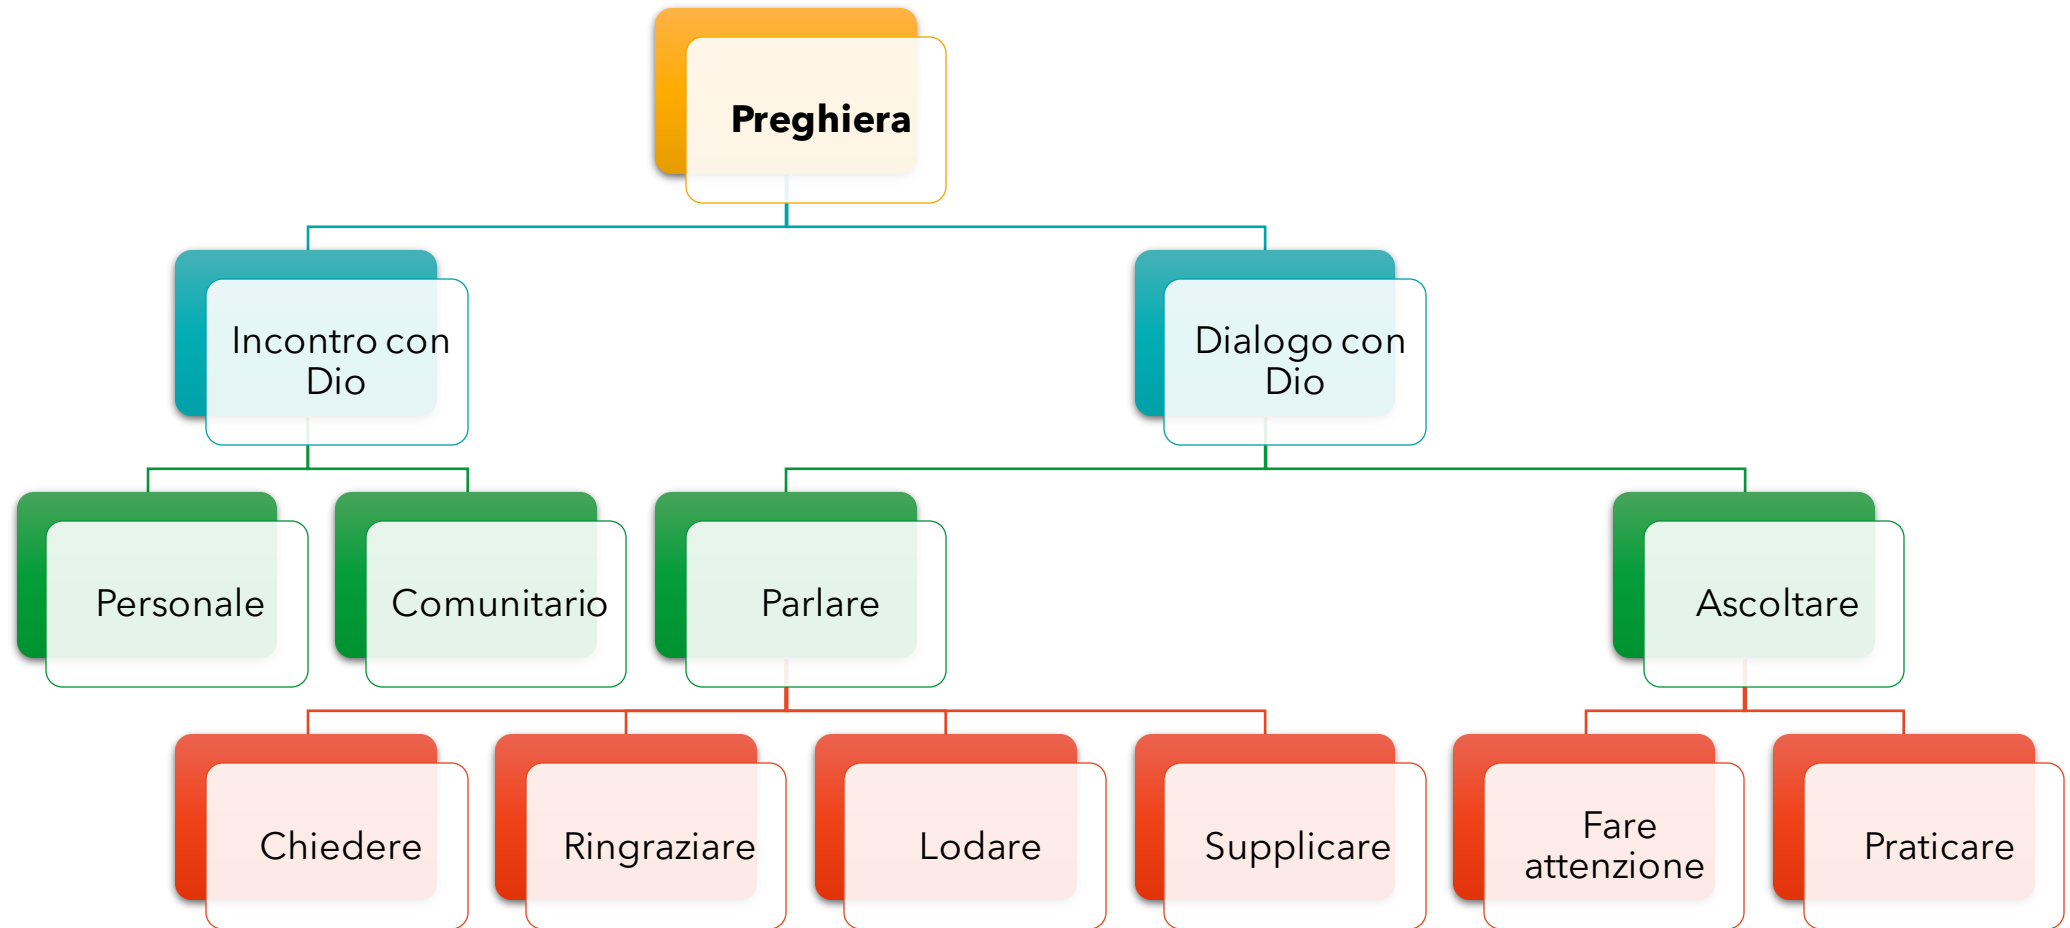 Preghiera
Incontro con
Dio
Dialogo con
Dio
Personale
Comunitario
Parlare
Ascoltare
Chiedere
Ringraziare
Lodare
Supplicare
Fare
attenzione
Praticare